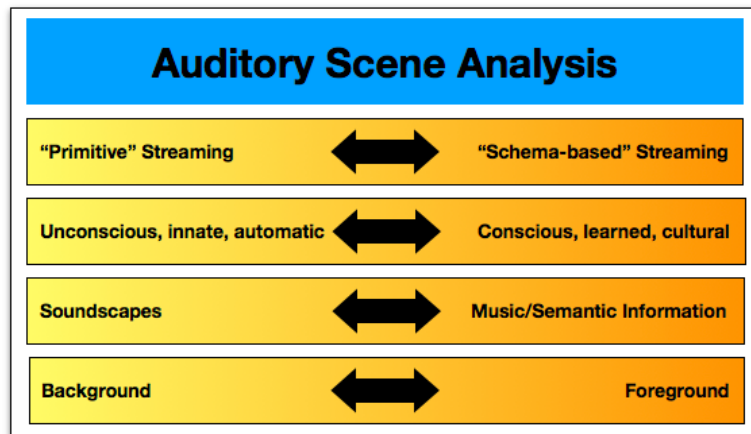 Auditory Scene Analysis
“Primitive” Streaming “Schema-based” Streaming
Unconscious, innate, automatic Conscious, learned, cultural
Soundscapes Music/Semantic Information
Background Foreground